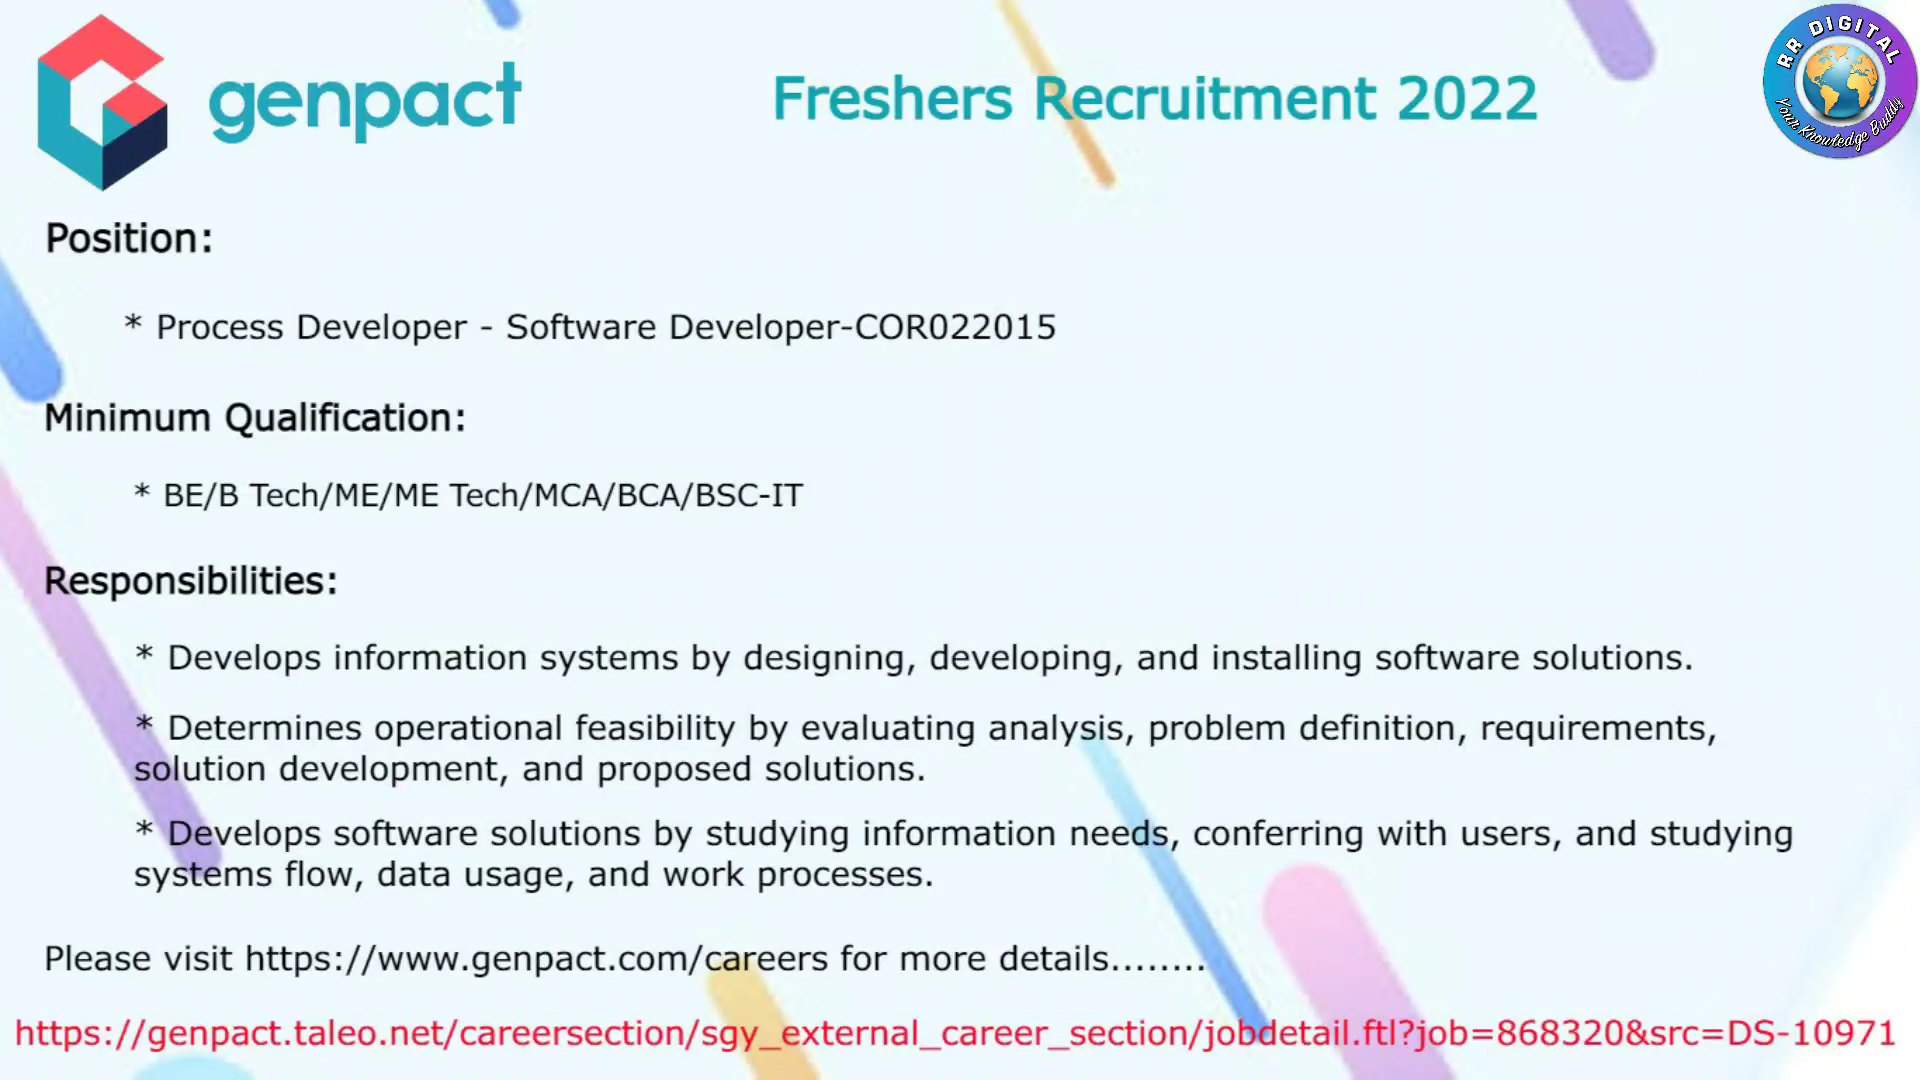 genpact
Freshers Recruitment 2022
RR DIGITAL
Your Knowledge Buddy
Position:
* Process Developer - Software Developer-COR022015
Minimum Qualification:
* BE/B Tech/ME/ME Tech/MCA/BCA/BSC-IT
Responsibilities:
* Develops information systems by designing, developing, and installing software solutions.
* Determines operational feasibility by evaluating analysis, problem definition, requirements,
solution development, and proposed solutions.
* Develops software solutions by studying information needs, conferring with users, and studying
systems flow, data usage, and work processes.
Please visit https://www.genpact.com/careers for more details........
https://genpact.taleo.net/careersection/sgy_external_career_section/jobdetail.ftl?job=868320&src=DS-10971